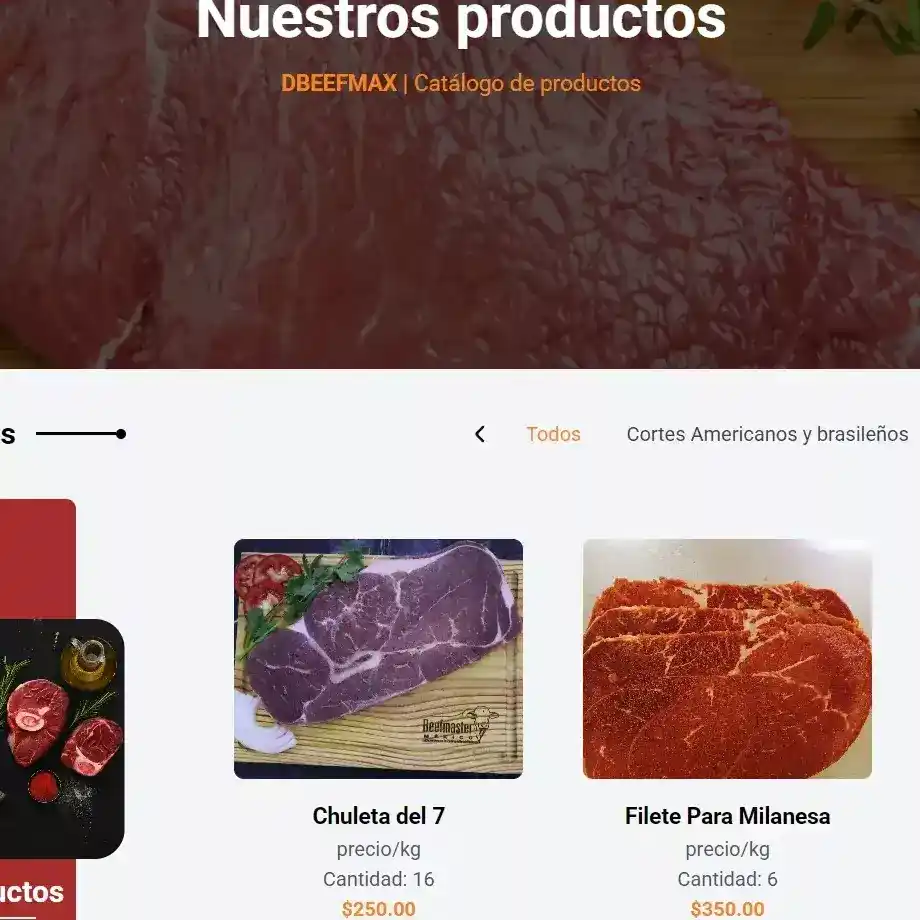 Nuestros productos
DBEEFMAX | Catálogo de productos
s
Todos
Cortes Americanos y brasileños
Beefmaster
MEXICO
Chuleta del 7
precio/kg
Cantidad: 16
$250.00
Filete Para Milanesa
precio/kg
Cantidad: 6
$350.00
uctos